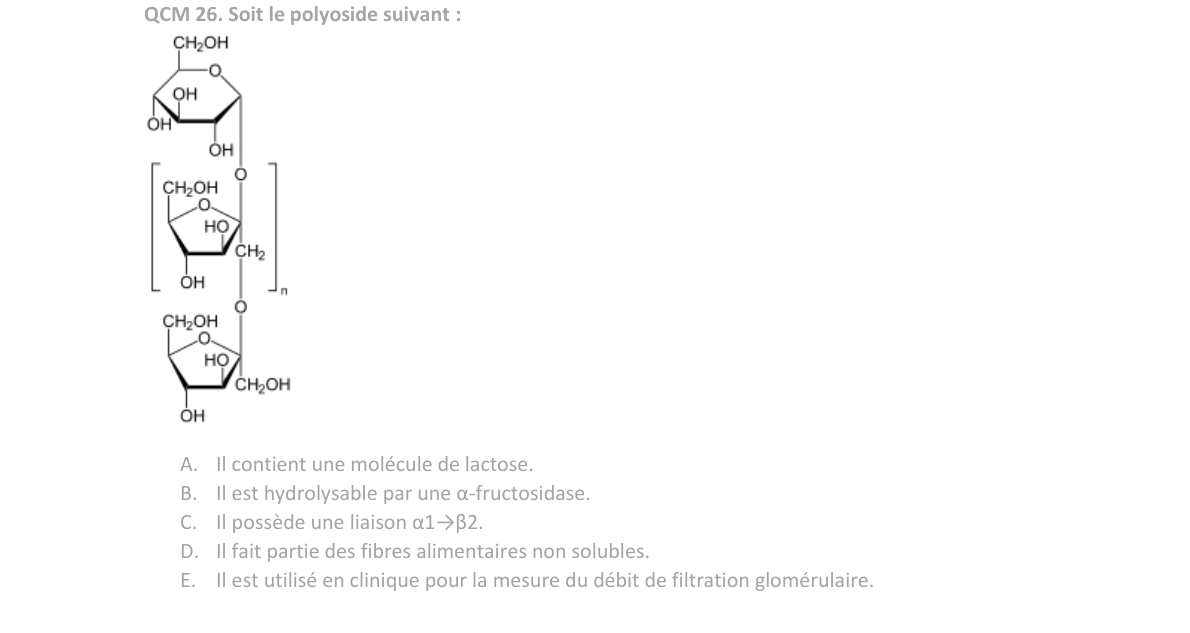 QCM 26. Soit le polyoside suivant :
CH₂OH
O
OH
OH
OH
O
CH₂OH
O
HO
CH₂
OH
n
O
CH₂OH
O
HO
CH₂OH
OH
A. Il contient une molécule de lactose.
B. Il est hydrolysable par une α-fructosidase.
C. Il possède une liaison α1→β2.
D. Il fait partie des fibres alimentaires non solubles.
E. Il est utilisé en clinique pour la mesure du débit de filtration glomérulaire.